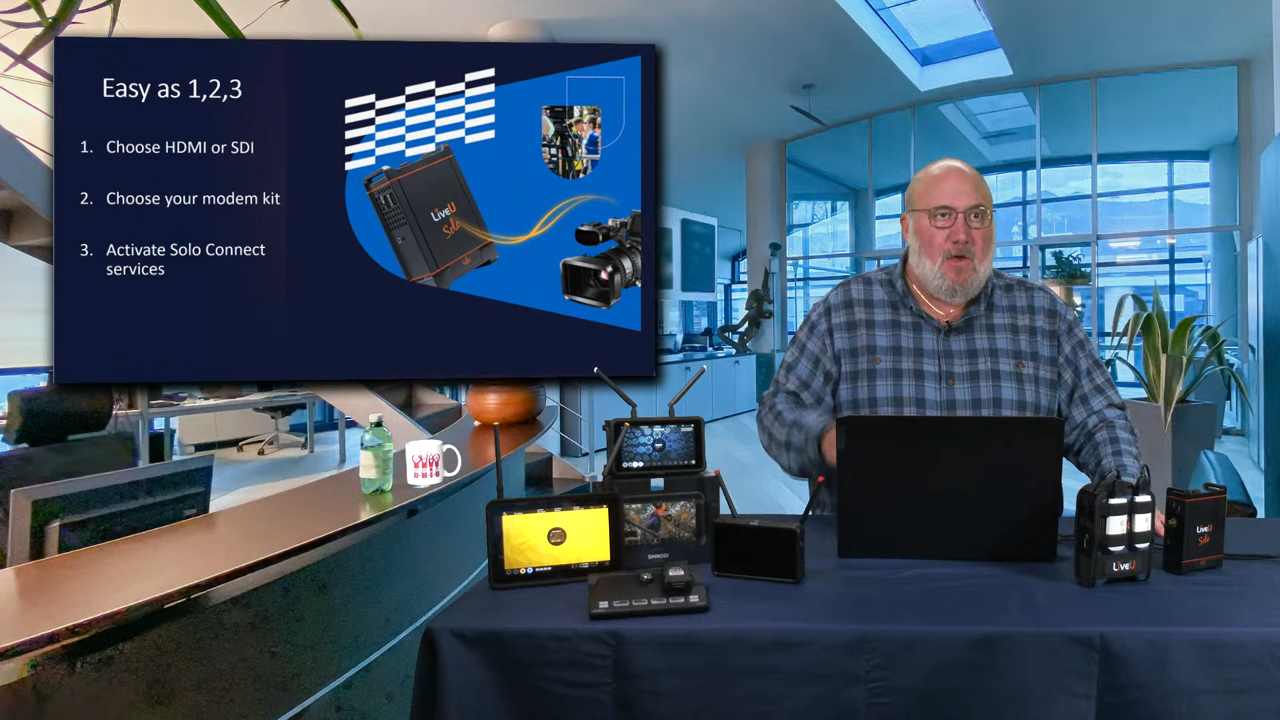 Easy as 1,2,3
1. Choose HDMI or SDI
2. Choose your modem kit
3. Activate Solo Connect
services
LiveU
Solo
OHIO
SHINOBI
LiveU
LiveU
Solo